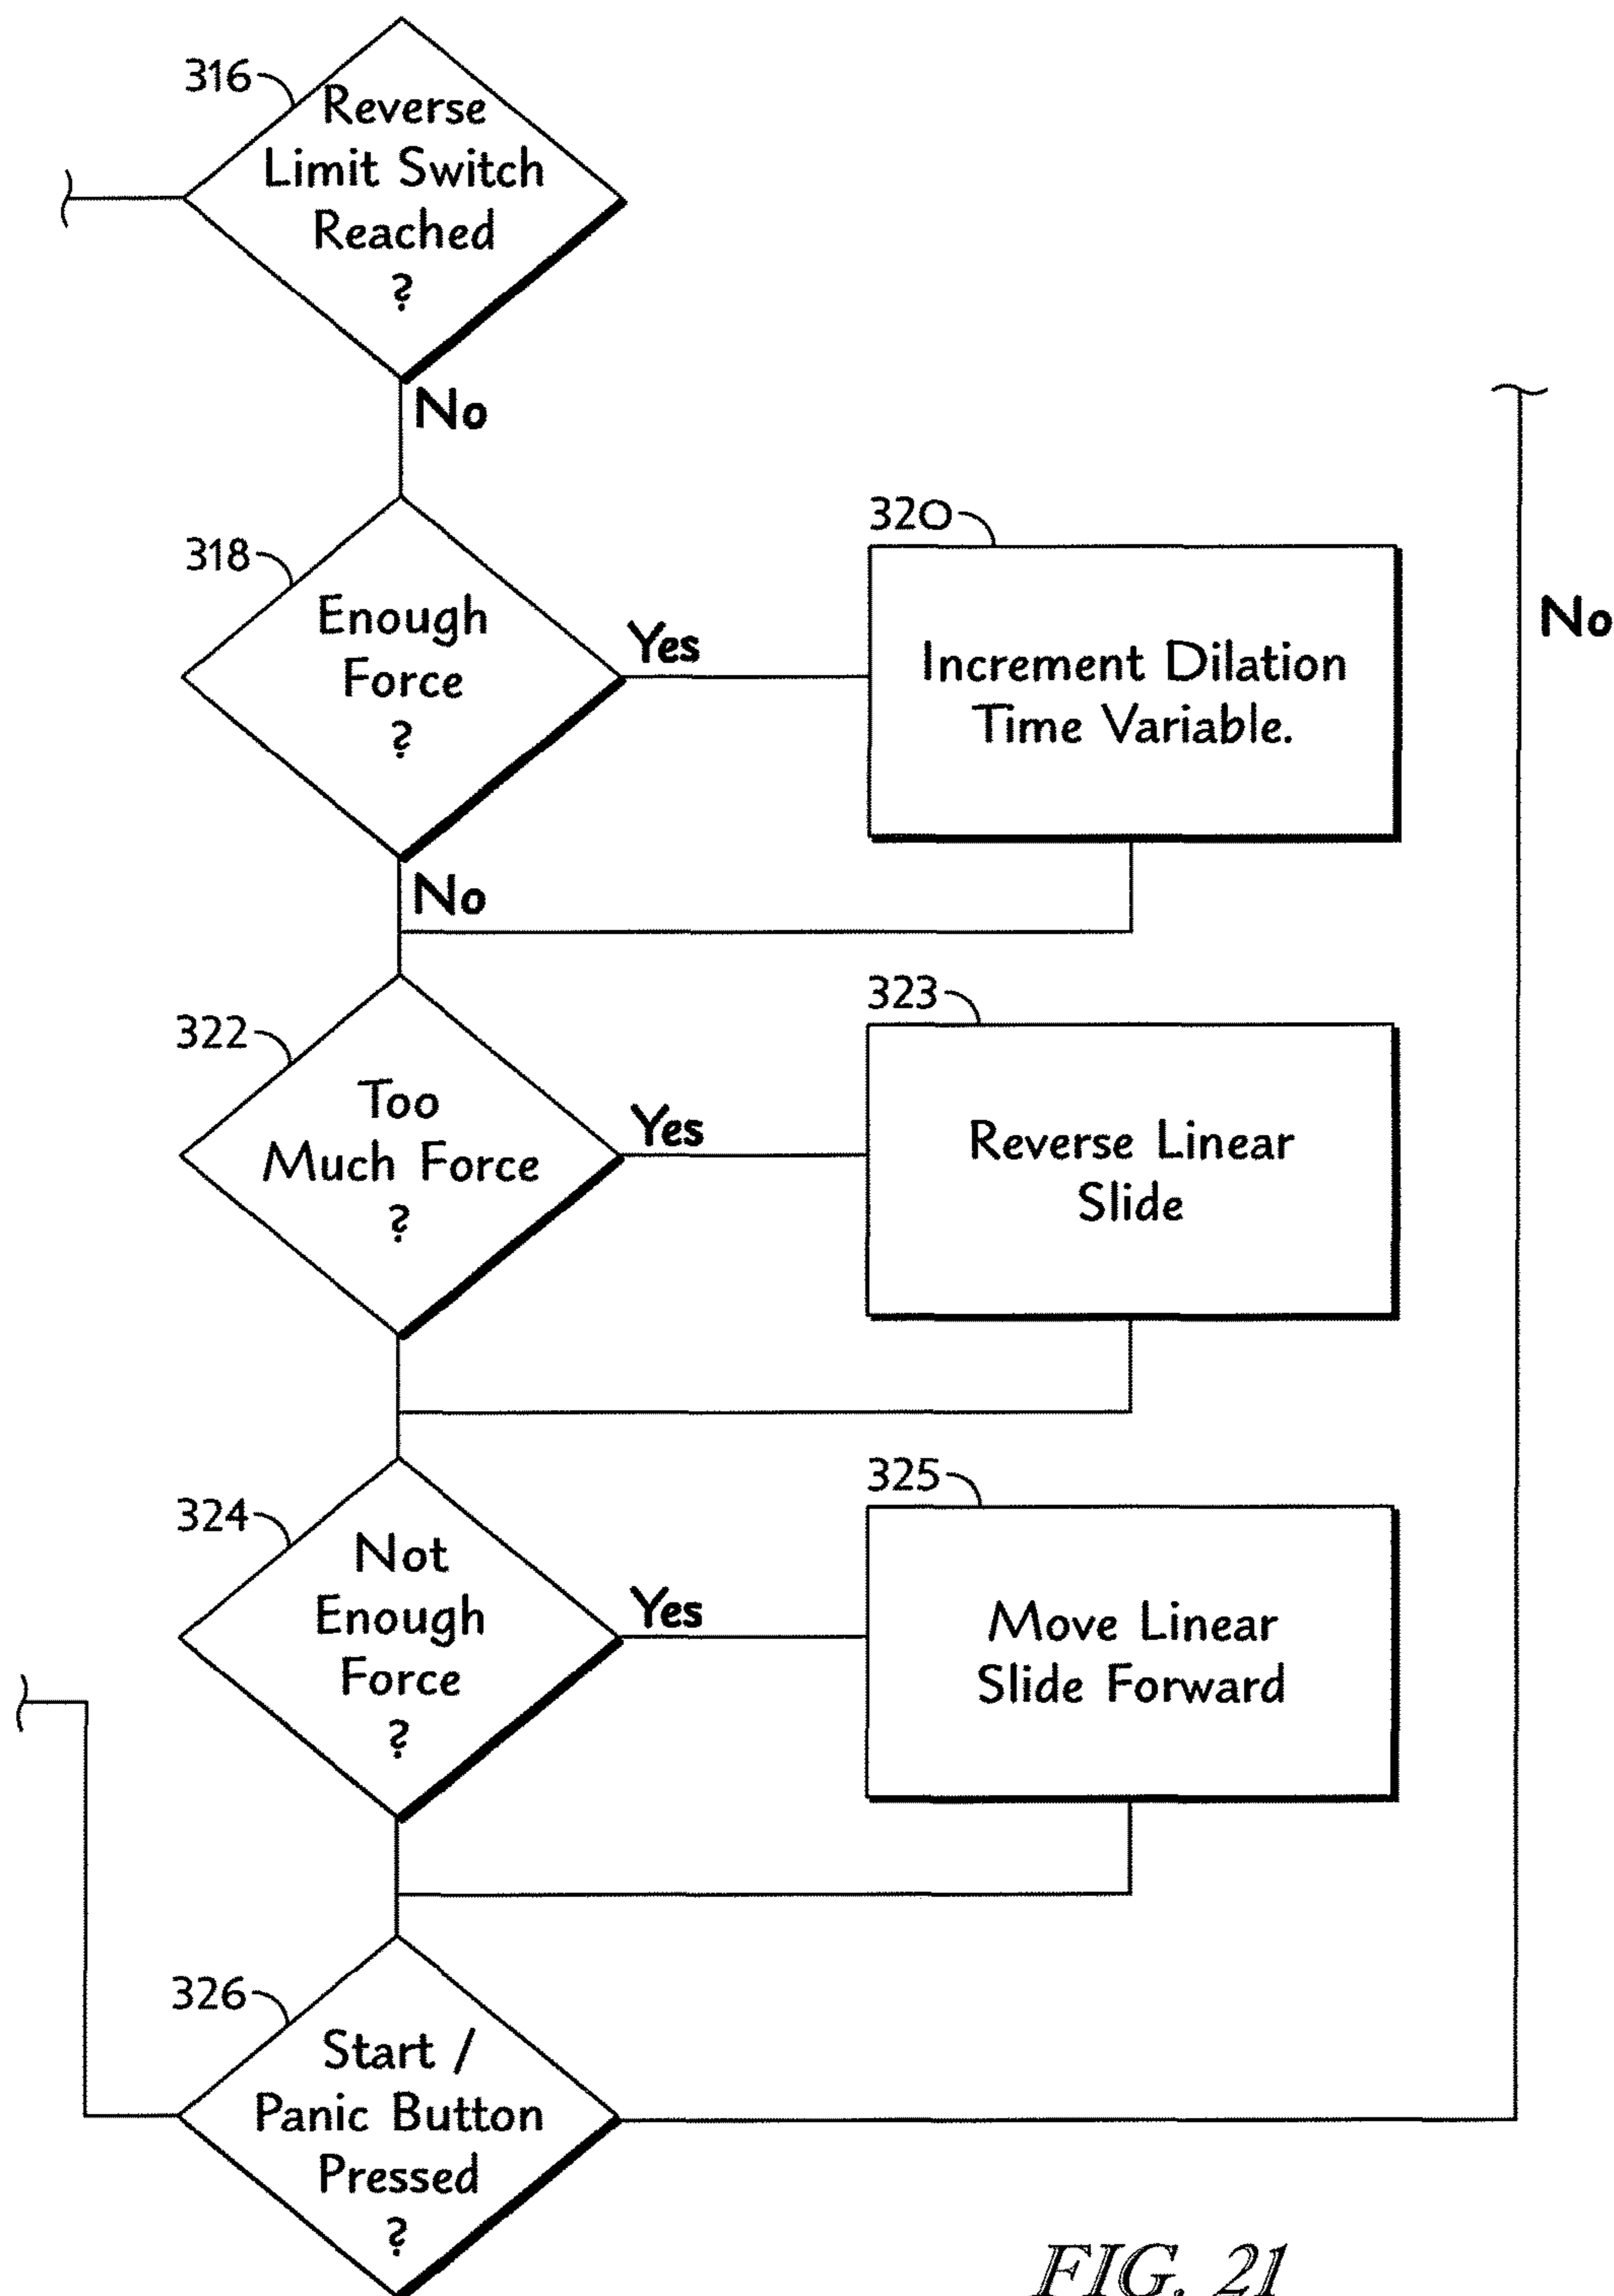 316
Reverse
Limit Switch
Reached
?
No
318
Enough
Force
?
Yes
320
Increment Dilation
Time Variable.
No
No
322
Too
Much Force
?
Yes
323
Reverse Linear
Slide
324
Not
Enough
Force
?
Yes
325
Move Linear
Slide Forward
326
Start /
Panic Button
Pressed
?
FIG. 21